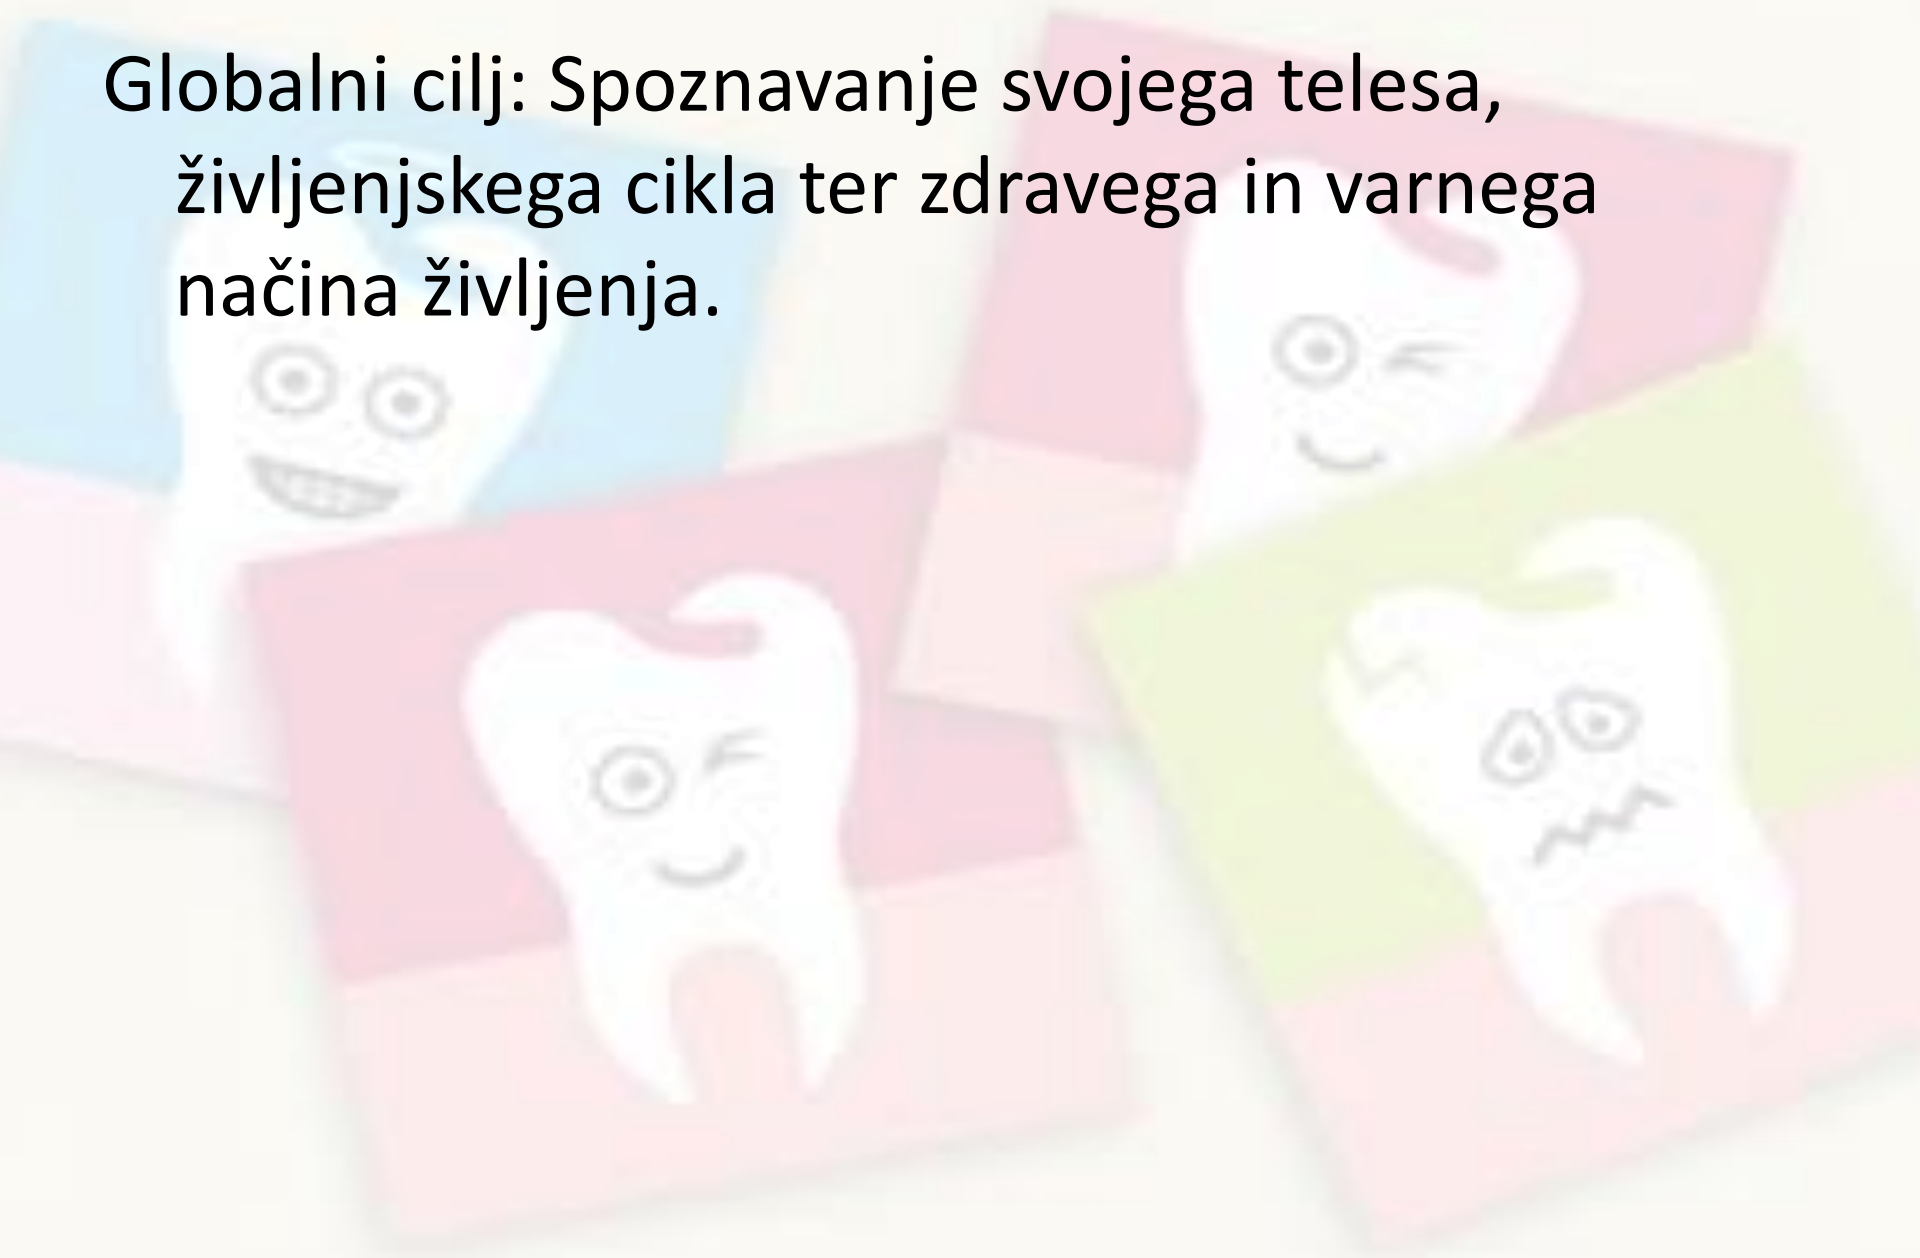 Globalni cilj: Spoznavanje svojega telesa,
življenjskega cikla ter zdravega in varnega
načina življenja.